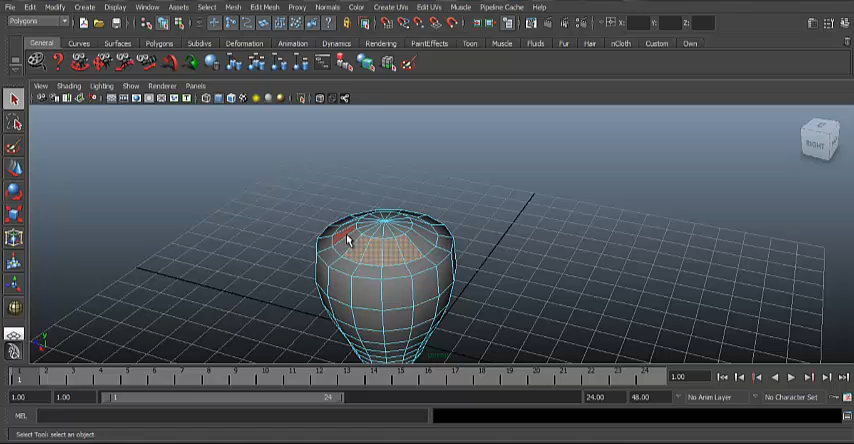 File Edit Modify Create Display Window Assets Select Mesh Edit Mesh Proxy Normals Color Create UVs Edit UVs Muscle Pipeline Cache Help
Polygons X: Y: Z:
General Curves Surfaces Polygons Subdivs Deformation Animation Dynamics Rendering PaintEffects Toon Muscle Fluids Fur Hair nCloth Custom Own
View Shading Lighting Show Renderer Panels
RIGHT
y
1 2 3 4 5 6 7 8 9 10 11 12 13 14 15 16 17 18 19 20 21 22 23 24 1.00
1
1.00 1.00 1 24 24.00 48.00 No Anim Layer No Character Set
MEL
Select Tool: select an object